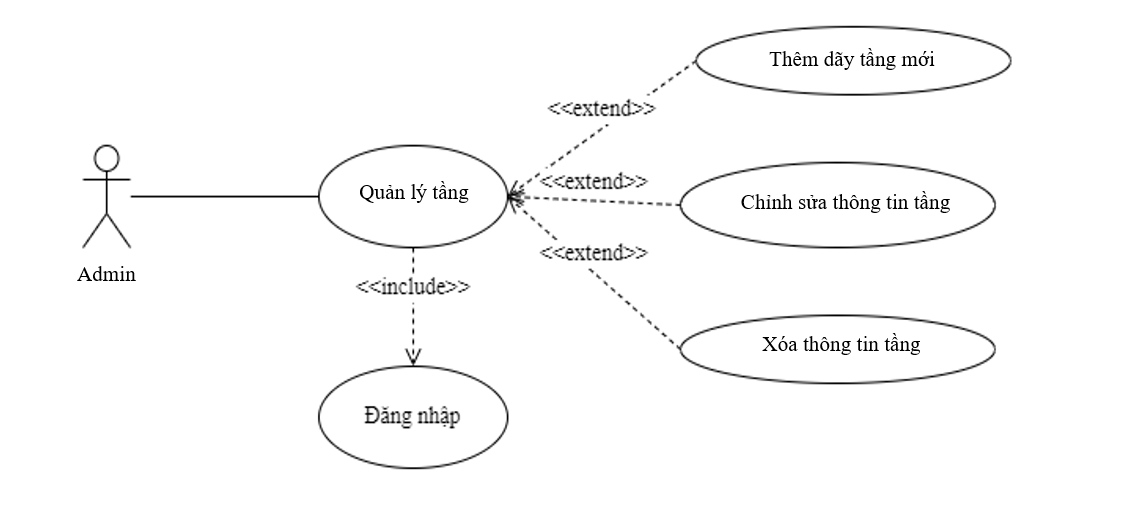 Thêm dãy tầng mới
<<extend>>
Quản lý tầng
<<extend>>
Chỉnh sửa thông tin tầng
<<extend>>
Admin
<<include>>
Xóa thông tin tầng
Đăng nhập